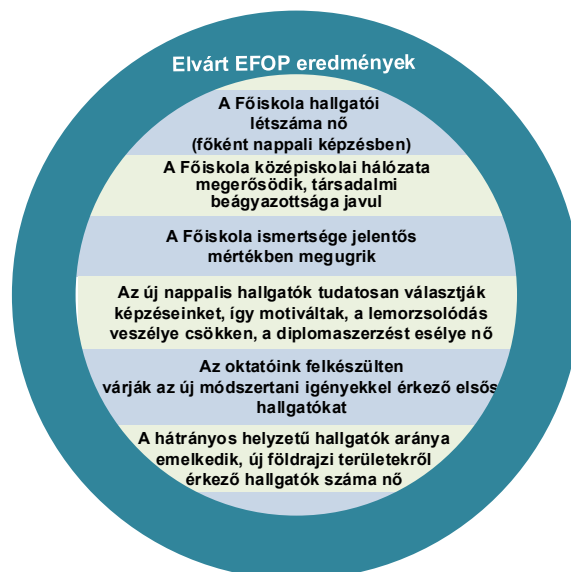 Elvárt EFOP eredmények
A Főiskola hallgatói
létszáma nő
(főként nappali képzésben)
A Főiskola középiskolai hálózata
megerősödik, társadalmi
beágyazottsága javul
A Főiskola ismertsége jelentős
mértékben megugrik
Az új nappalis hallgatók tudatosan választják
képzéseinket, így motiváltak, a lemorzsolódás
veszélye csökken, a diplomaszerzést esélye nő
Az oktatóink felkészülten
várják az új módszertani igényekkel érkező elsős
hallgatókat
A hátrányos helyzetű hallgatók aránya
emelkedik, új földrajzi területekről
érkező hallgatók száma nő